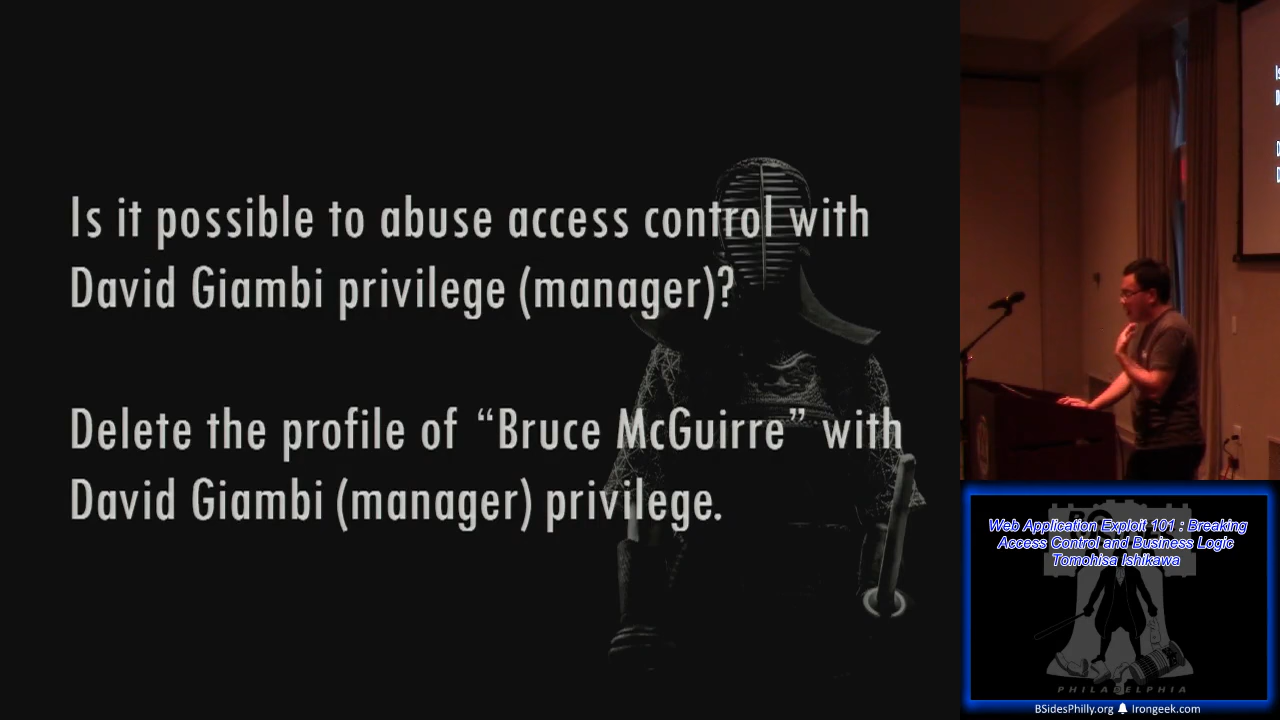 Is it possible to abuse access control with
David Giambi privilege (manager)?
Delete the profile of “Bruce McGuirre” with
David Giambi (manager) privilege.
Web Application Exploit 101 : Breaking
Access Control and Business Logic
Tomohisa Ishikawa
PHILADELPHIA
BSidesPhilly.org Irongeek.com